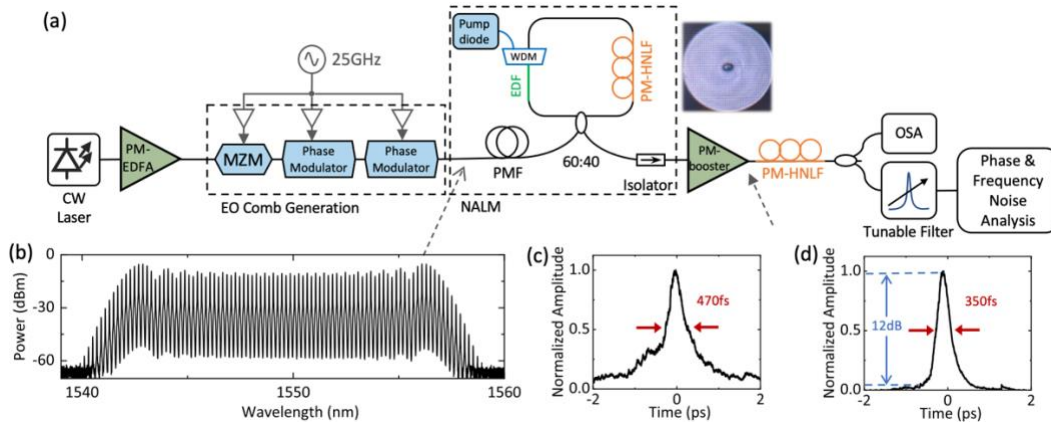 (a)
25GHz
Pump
diode
WDM
EDF
PM-HNLF
CW
Laser
PM-
EDFA
MZM
Phase
Modulator
Phase
Modulator
EO Comb Generation
PMF
NALM
60:40
Isolator
PM-
booster
PM-HNLF
OSA
Tunable Filter
Phase &
Frequency
Noise
Analysis
(b)
Power (dBm)
0
-30
-60
1540
1550
1560
Wavelength (nm)
(c)
Normalized Amplitude
1.0
0.5
0.0
470fs
-2
0
2
Time (ps)
(d)
Normalized Amplitude
1.0
0.5
0.0
12dB
350fs
-2
0
2
Time (ps)